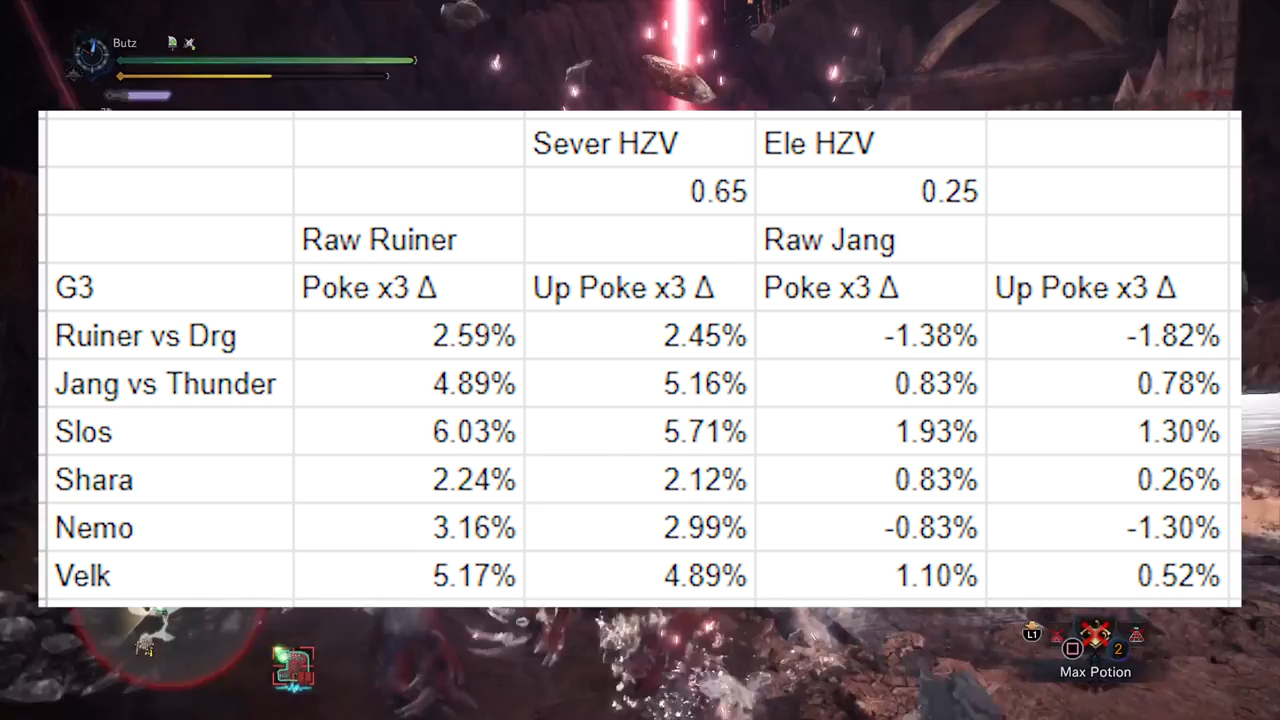 Butz
Sever HZV Ele HZV
0.65 0.25
Raw Ruiner Raw Jang
G3 Poke x3 Δ Up Poke x3 Δ Poke x3 Δ Up Poke x3 Δ
Ruiner vs Drg 2.59% 2.45% -1.38% -1.82%
Jang vs Thunder 4.89% 5.16% 0.83% 0.78%
Slos 6.03% 5.71% 1.93% 1.30%
Shara 2.24% 2.12% 0.83% 0.26%
Nemo 3.16% 2.99% -0.83% -1.30%
Velk 5.17% 4.89% 1.10% 0.52%
L1
2
Max Potion